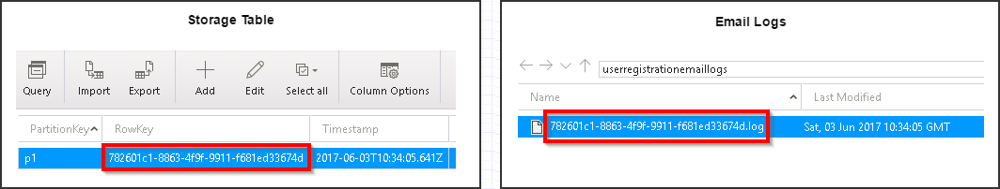 Storage Table
Query Import Export Add Edit Select all Column Options
PartitionKey RowKey Timestamp
p1 782601c1-8863-4f9f-9911-f681ed33674d 2017-06-03T10:34:05.641Z
Email Logs
userregistrationemaillogs
Name Last Modified
782601c1-8863-4f9f-9911-f681ed33674d.log Sat, 03 Jun 2017 10:34:05 GMT